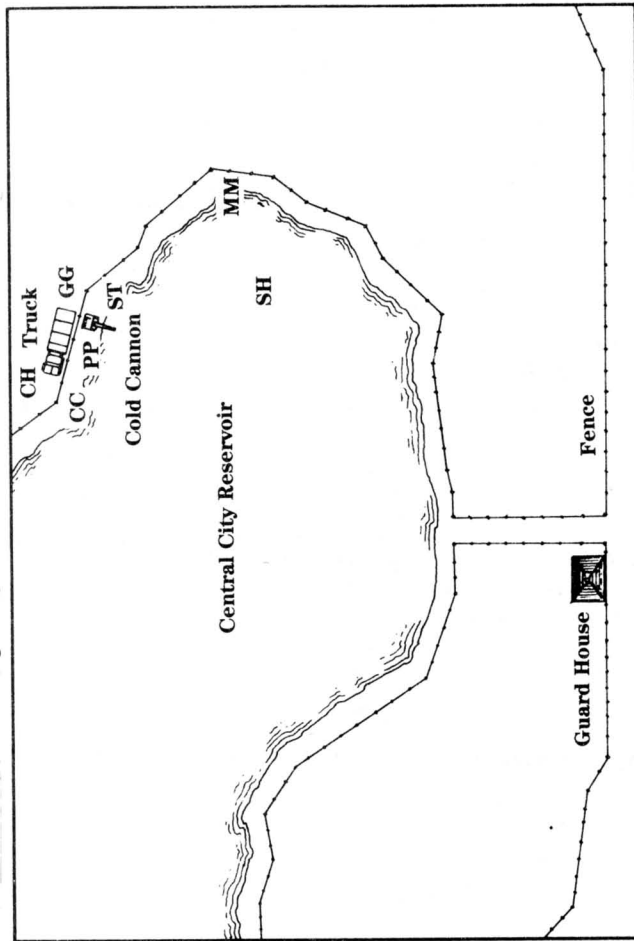 CH Truck
GG
CC
PP
ST
Cold Cannon
MM
SH
Central City Reservoir
Fence
Guard House